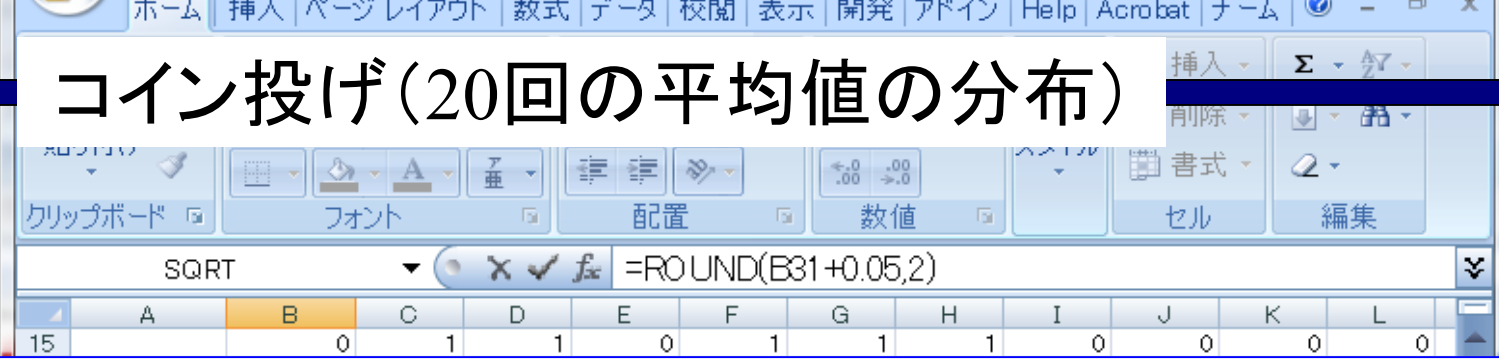 ホーム 挿入 ページ レイアウト 数式 データ 校閲 表示 開発 アドイン Help Acrobat チーム
コイン投げ(20回の平均値の分布)
挿入 Σ
削除
書式
クリップボード フォント 配置 数値 セル 編集
SQRT =ROUND(B31+0.05,2)
A B C D E F G H I J K L
15 0 1 1 0 1 1 1 0 0 0 0